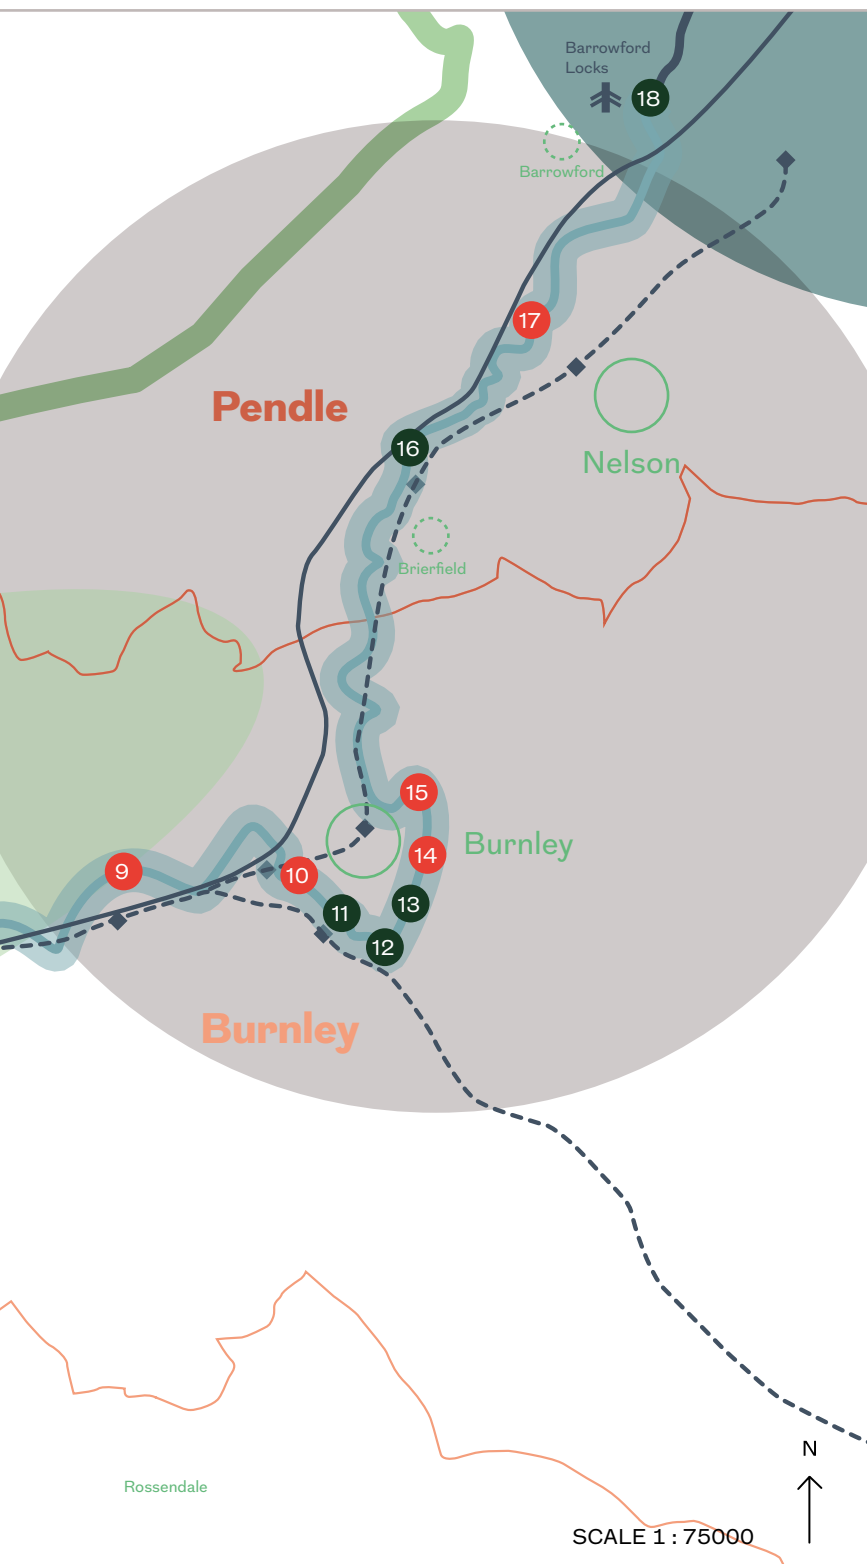 Barrowford
Locks
18
Barrowford
17
Pendle
16
Nelson
Brierfield
15
Burnley
14
9
10
13
11
12
Burnley
N
Rossendale
SCALE 1 : 75000